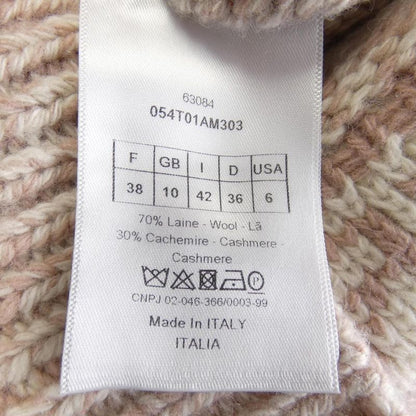 63084
054T01AM303
F GB I D USA
38 10 42 36 6
70% Laine - Wool - Lã
30% Cachemire - Cashmere -
Cashmere
P
CNPJ 02-046-366/0003-99
Made In ITALY
ITALIA